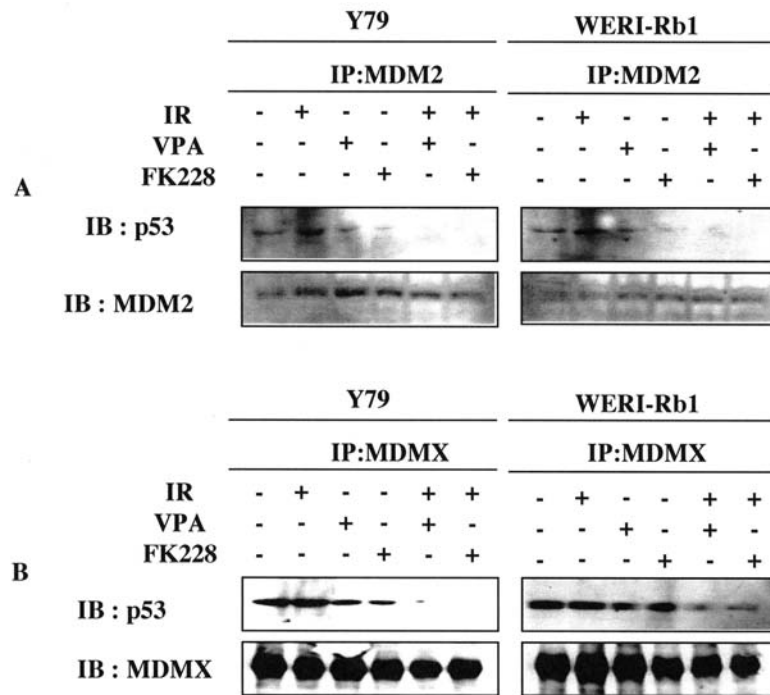 Y79 WERI-Rb1
IP:MDM2 IP:MDM2
IR - + - - + + - + - - + +
VPA - - + - + - - - + - + -
FK228 - - - + - + - - - + - +
A
IB : p53
IB : MDM2
Y79 WERI-Rb1
IP:MDMX IP:MDMX
IR - + - - + + - + - - + +
VPA - - + - + - - - + - + -
FK228 - - - + - + - - - + - +
B
IB : p53
IB : MDMX